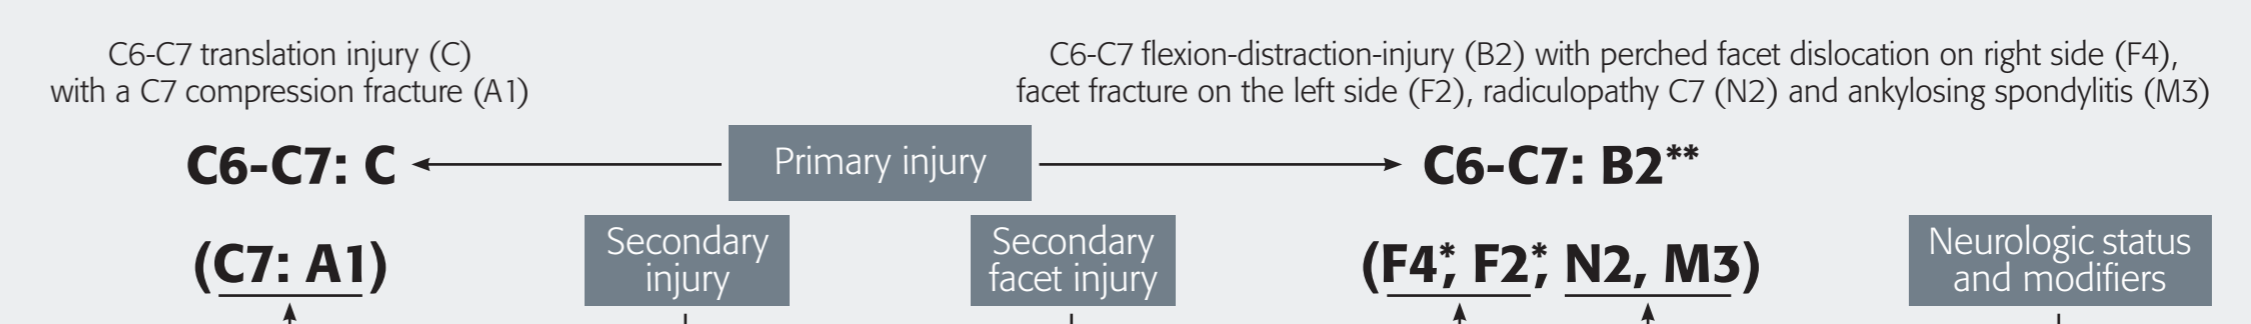 C6-C7 translation injury (C)
with a C7 compression fracture (A1)
C6-C7 flexion-distraction-injury (B2) with perched facet dislocation on right side (F4),
facet fracture on the left side (F2), radiculopathy C7 (N2) and ankylosing spondylitis (M3)
C6-C7: C
Primary injury
C6-C7: B2**
(C7: A1)
Secondary
injury
Secondary
facet injury
(F4*, F2*, N2, M3)
Neurologic status
and modifiers